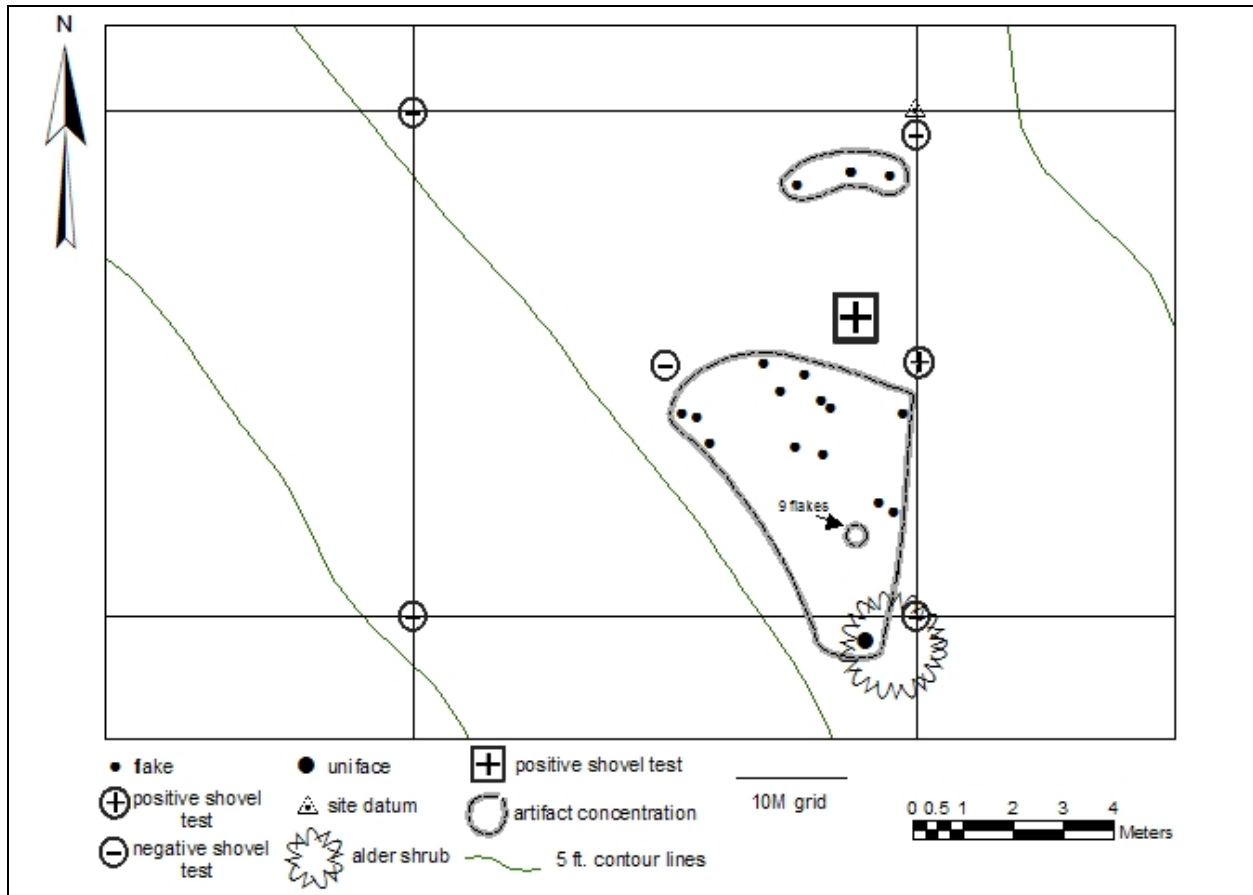 N
9 flakes
flake
uniface
positive shovel test
positive shovel
test
site datum
artifact concentration
10M grid
negative shovel
test
alder shrub
5 ft. contour lines
0 0.5 1 2 3 4
Meters